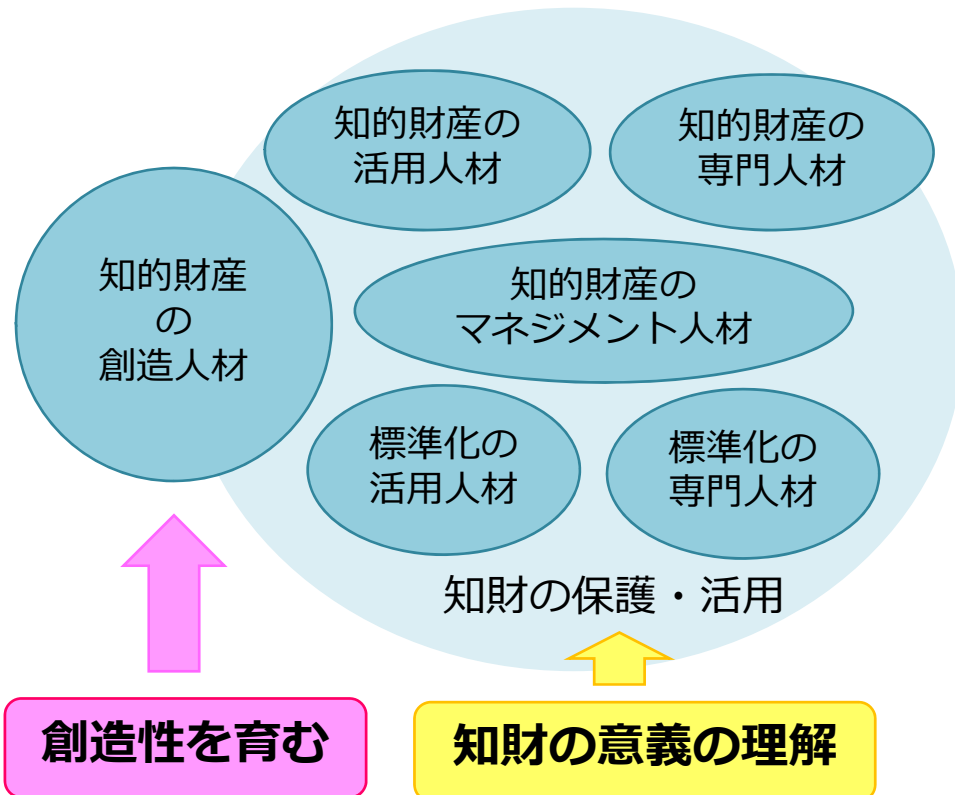 知的財産の
活用人材
知的財産の
専門人材
知的財産
の
創造人材
知的財産の
マネジメント人材
標準化の
活用人材
標準化の
専門人材
知財の保護・活用
創造性を育む
知財の意義の理解